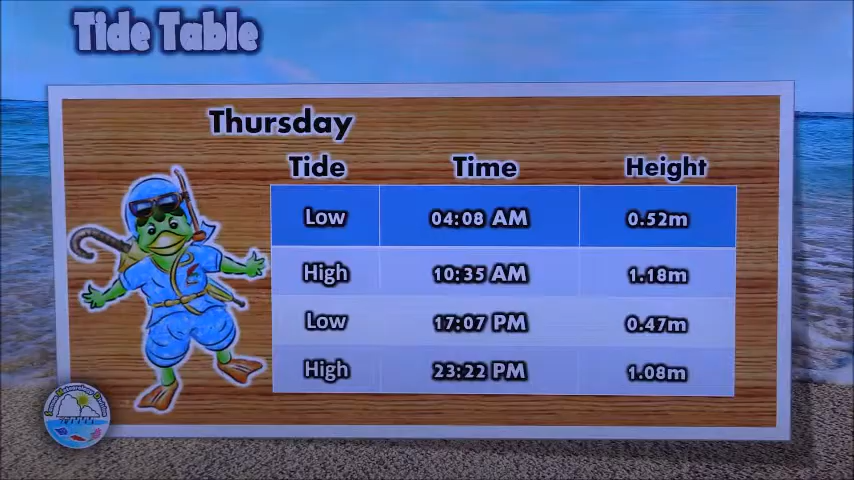 Tide Table
Thursday
Tide Time Height
Low 04:08 AM 0.52m
High 10:35 AM 1.18m
Low 17:07 PM 0.47m
High 23:22 PM 1.08m